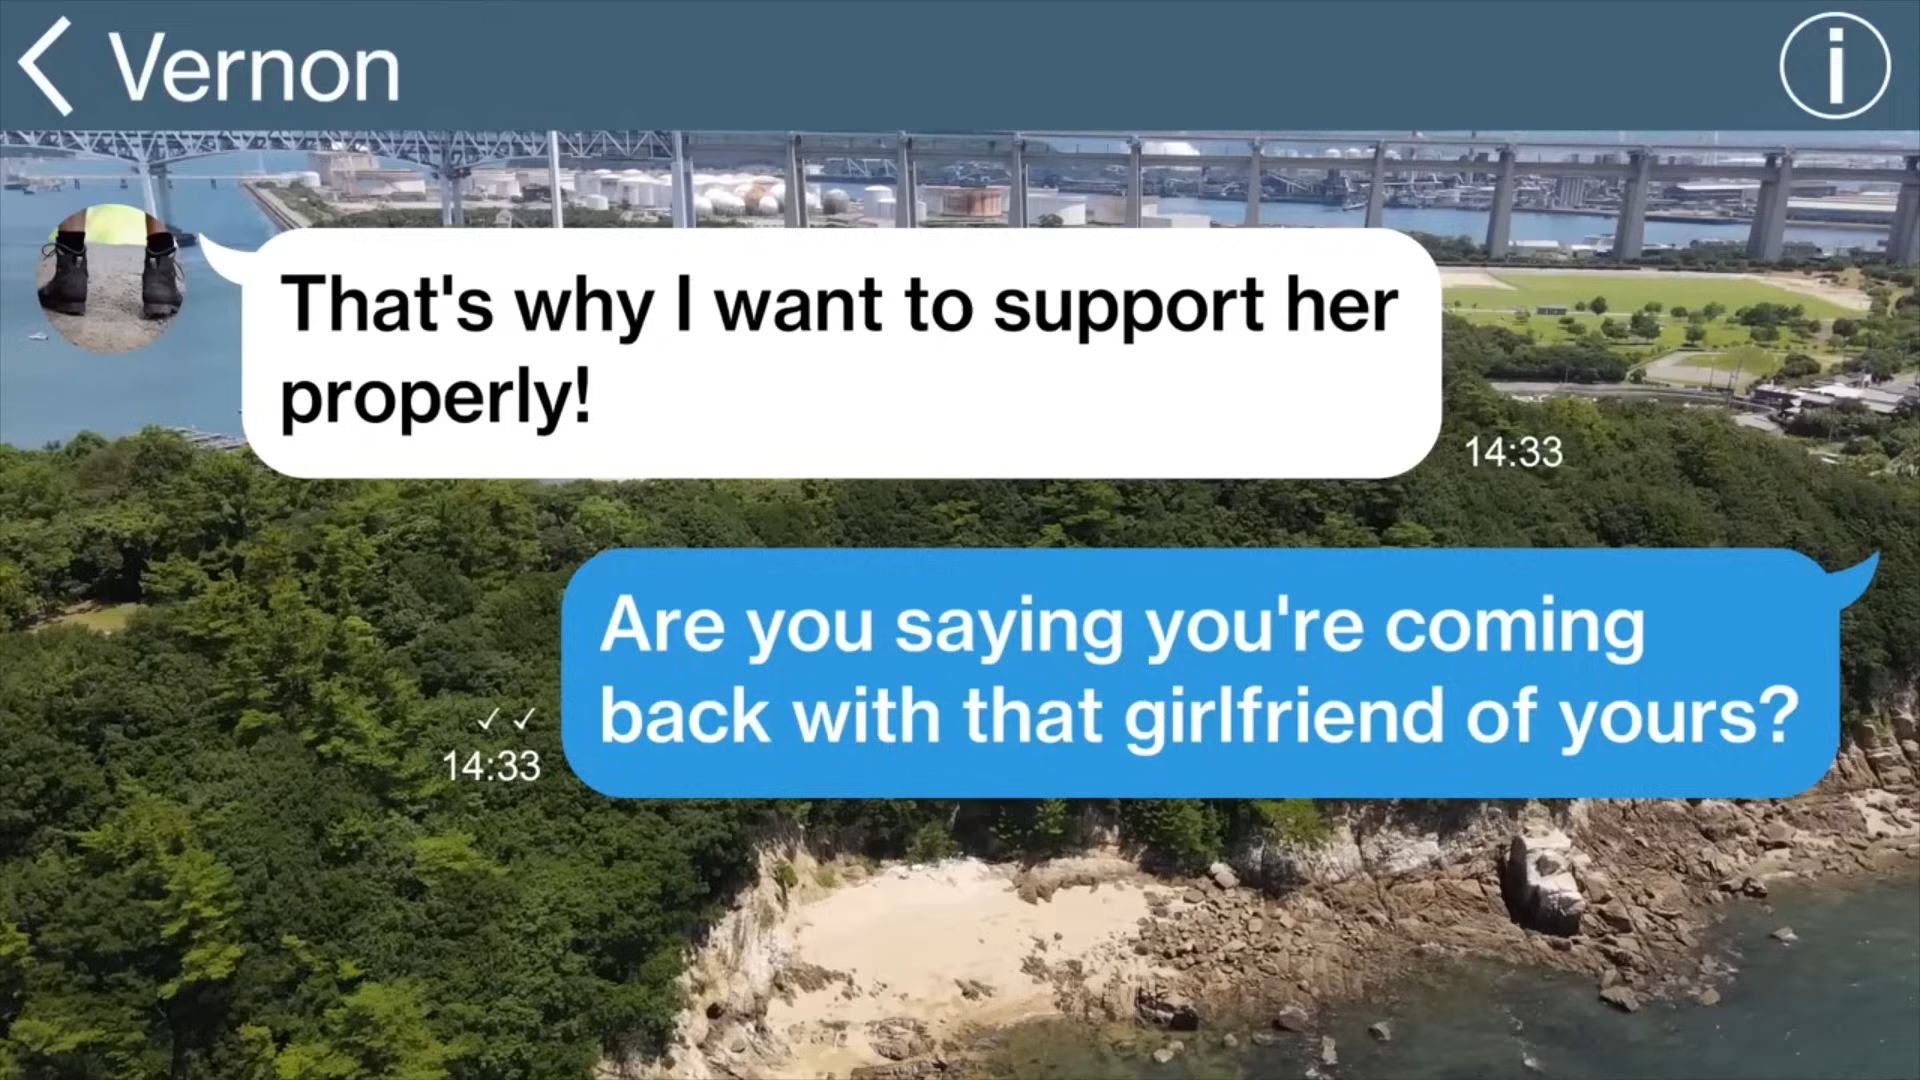 Vernon
That's why I want to support her
properly!
14:33
Are you saying you're coming
back with that girlfriend of yours?
14:33